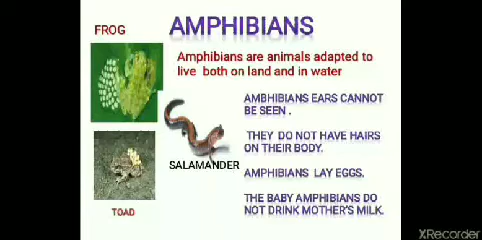 FROG
AMPHIBIANS
Amphibians are animals adapted to
live both on land and in water
AMBHIBIANS EARS CANNOT
BE SEEN .
THEY DO NOT HAVE HAIRS
ON THEIR BODY.
SALAMANDER
AMPHIBIANS LAY EGGS.
THE BABY AMPHIBIANS DO
NOT DRINK MOTHER'S MILK.
TOAD
XRecorder